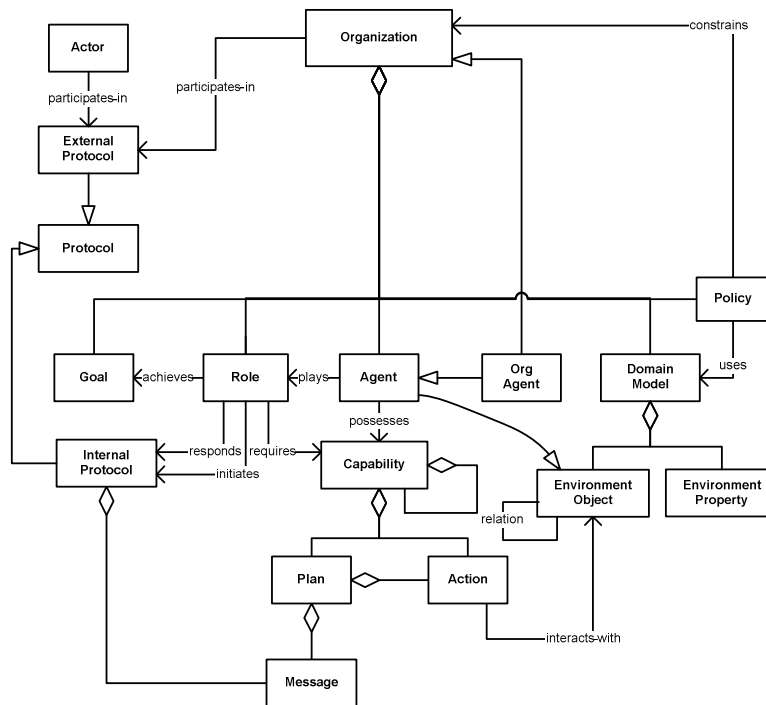 constrains
Organization
Actor
participates-in
participates-in
External
Protocol
Protocol
Policy
uses
Goal
achieves
Role
plays
Agent
Org
Agent
Domain
Model
possesses
Internal
Protocol
responds
requires
initiates
Capability
Environment
Object
Environment
Property
relation
Plan
Action
interacts-with
Message